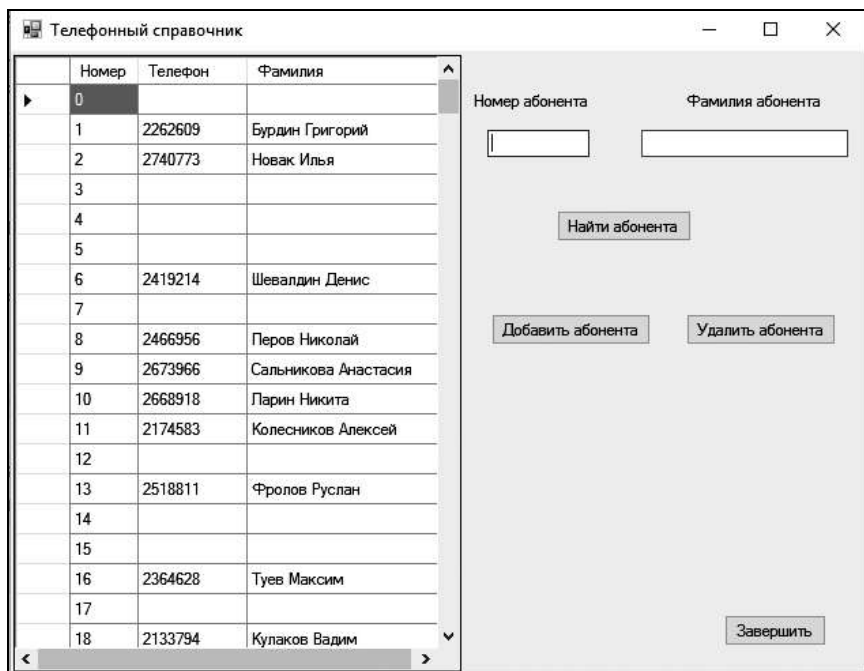 Телефонный справочник
Номер Телефон Фамилия
0
1 2262609 Бурдин Григорий
2 2740773 Новак Илья
3
4
5
6 2419214 Шевалдин Денис
7
8 2466956 Перов Николай
9 2673966 Сальникова Анастасия
10 2668918 Ларин Никита
11 2174583 Колесников Алексей
12
13 2518811 Фролов Руслан
14
15
16 2364628 Туев Максим
17
18 2133794 Кулаков Вадим
Номер абонента Фамилия абонента
Найти абонента
Добавить абонента Удалить абонента
Завершить